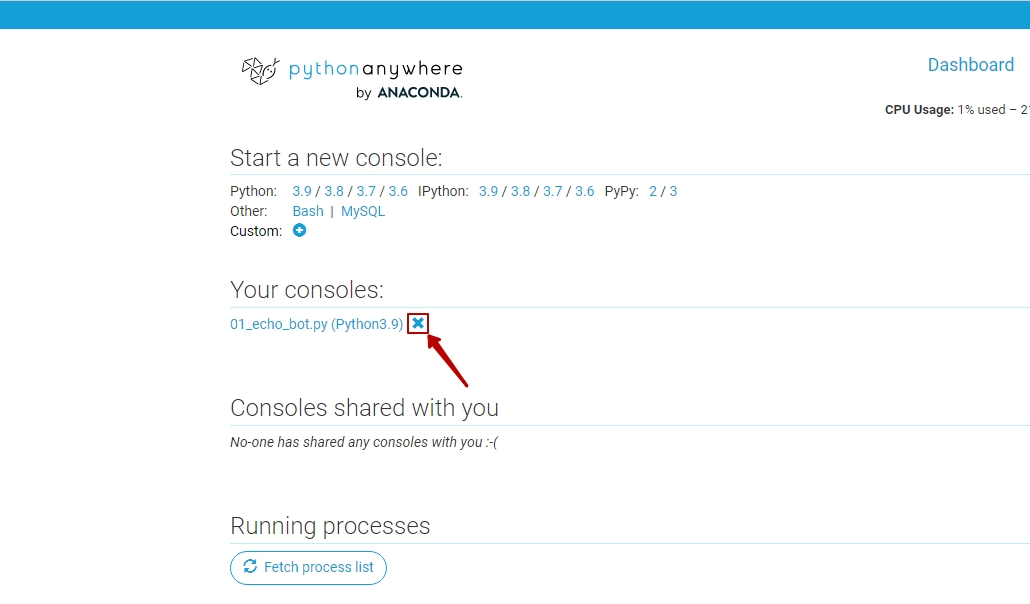 pythonanywhere
by ANACONDA.
Dashboard
CPU Usage: 1% used – 2
Start a new console:
Python: 3.9 / 3.8 / 3.7 / 3.6 IPython: 3.9 / 3.8 / 3.7 / 3.6 PyPy: 2 / 3
Other: Bash | MySQL
Custom:
Your consoles:
01_echo_bot.py (Python3.9)
Consoles shared with you
No-one has shared any consoles with you :-(
Running processes
Fetch process list